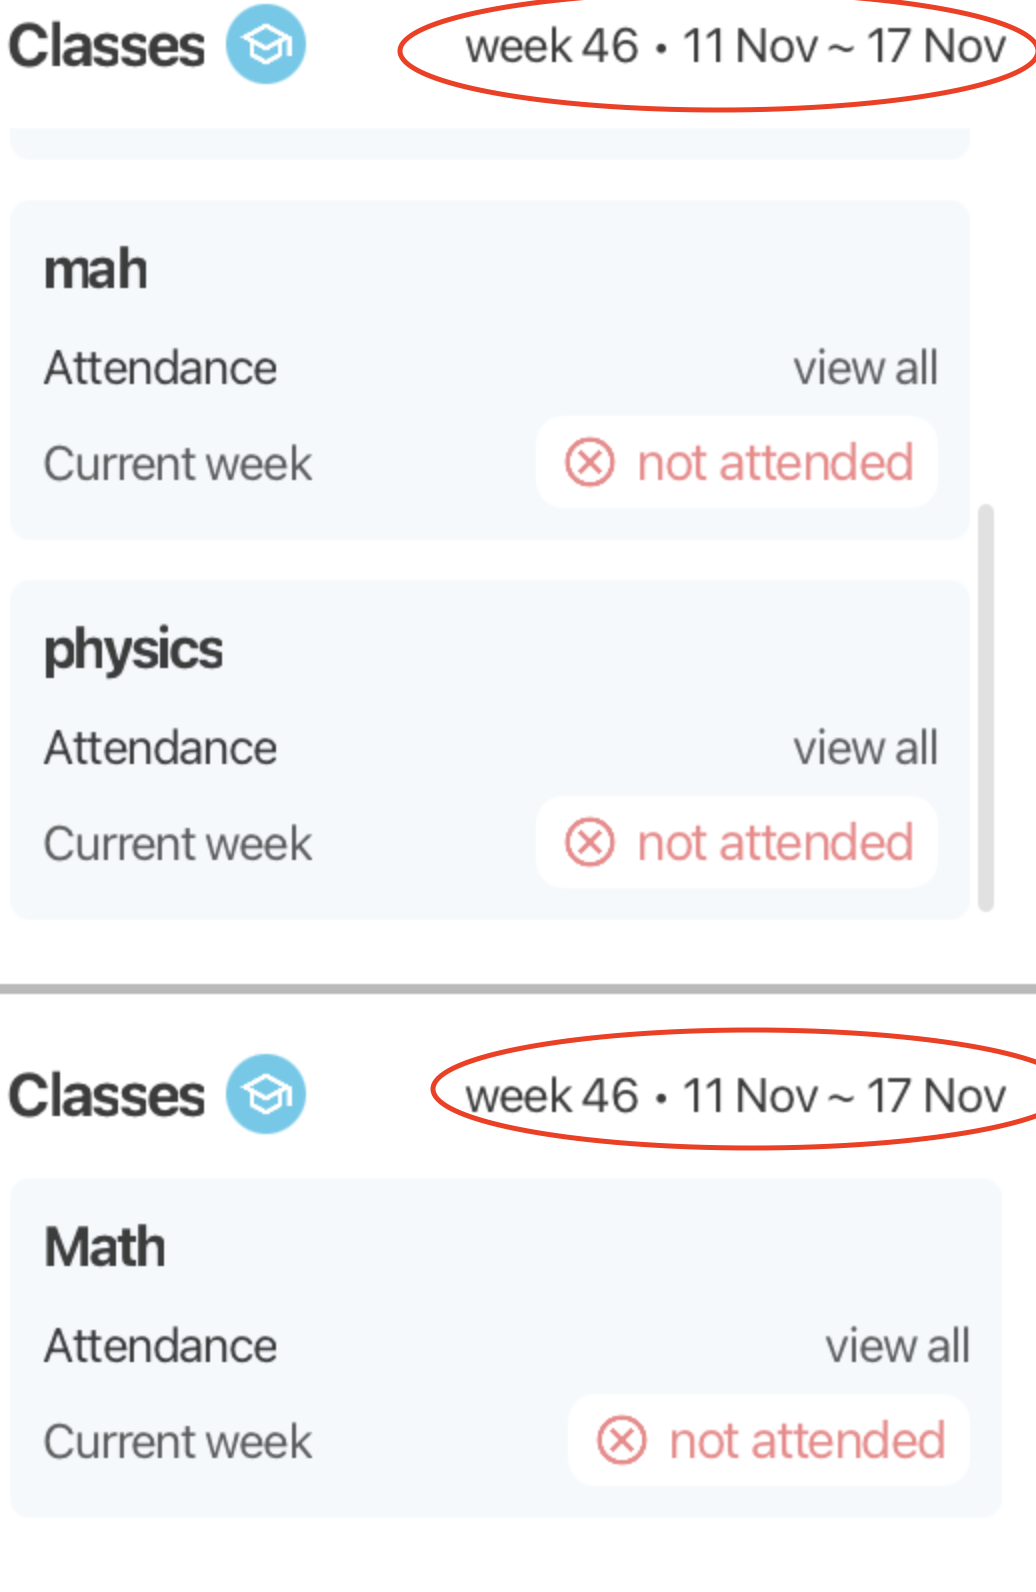 Classes week 46 • 11 Nov ~ 17 Nov
mah
Attendance view all
Current week not attended
physics
Attendance view all
Current week not attended
Classes week 46 • 11 Nov ~ 17 Nov
Math
Attendance view all
Current week not attended